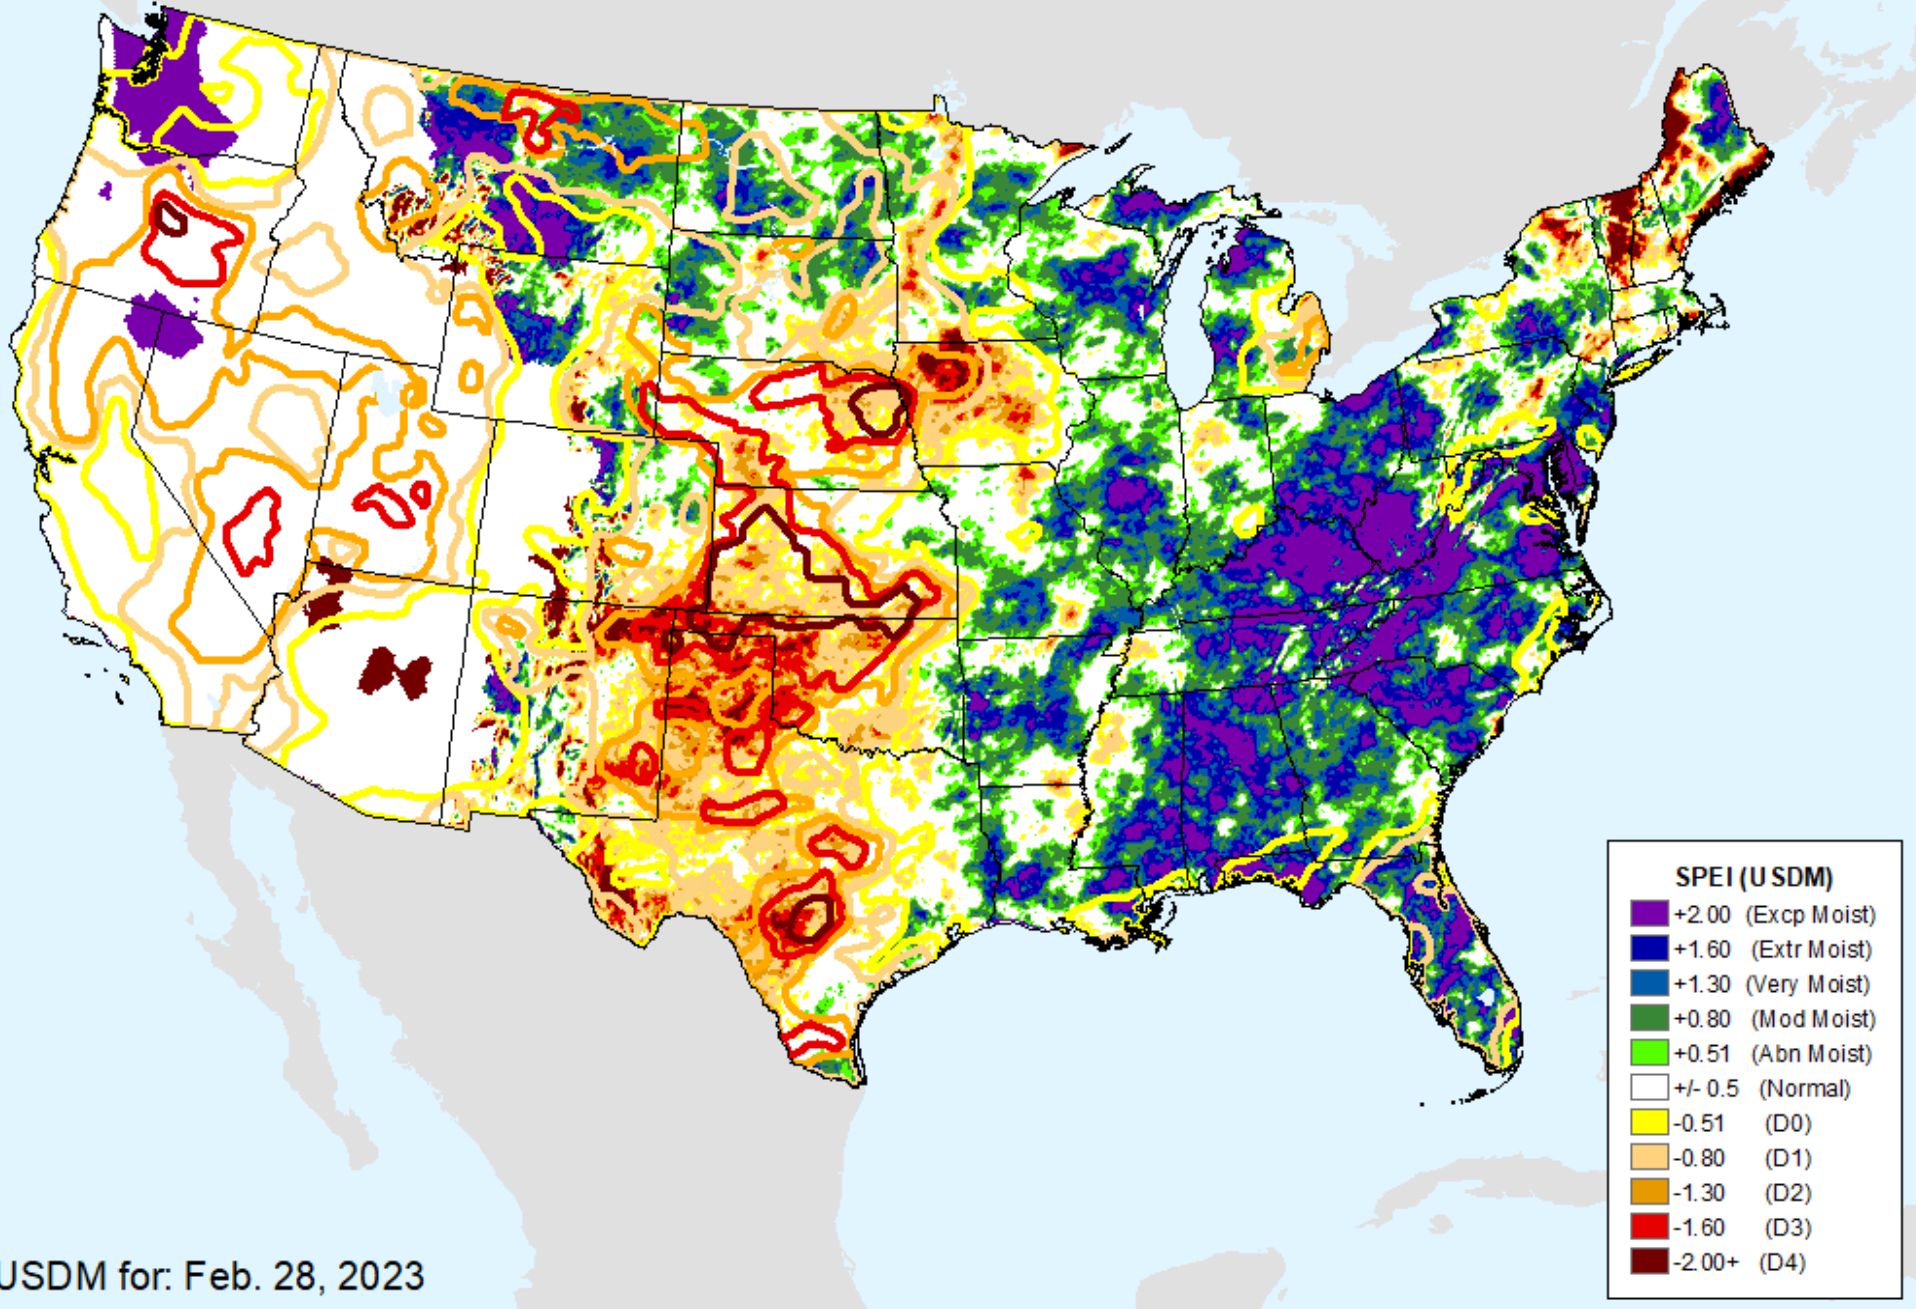 SPEI (USDM)
+2.00 (Excp Moist)
+1.60 (Extr Moist)
+1.30 (Very Moist)
+0.80 (Mod Moist)
+0.51 (Abn Moist)
+/- 0.5 (Normal)
-0.51 (D0)
-0.80 (D1)
-1.30 (D2)
-1.60 (D3)
-2.00+ (D4)
USDM for: Feb. 28, 2023